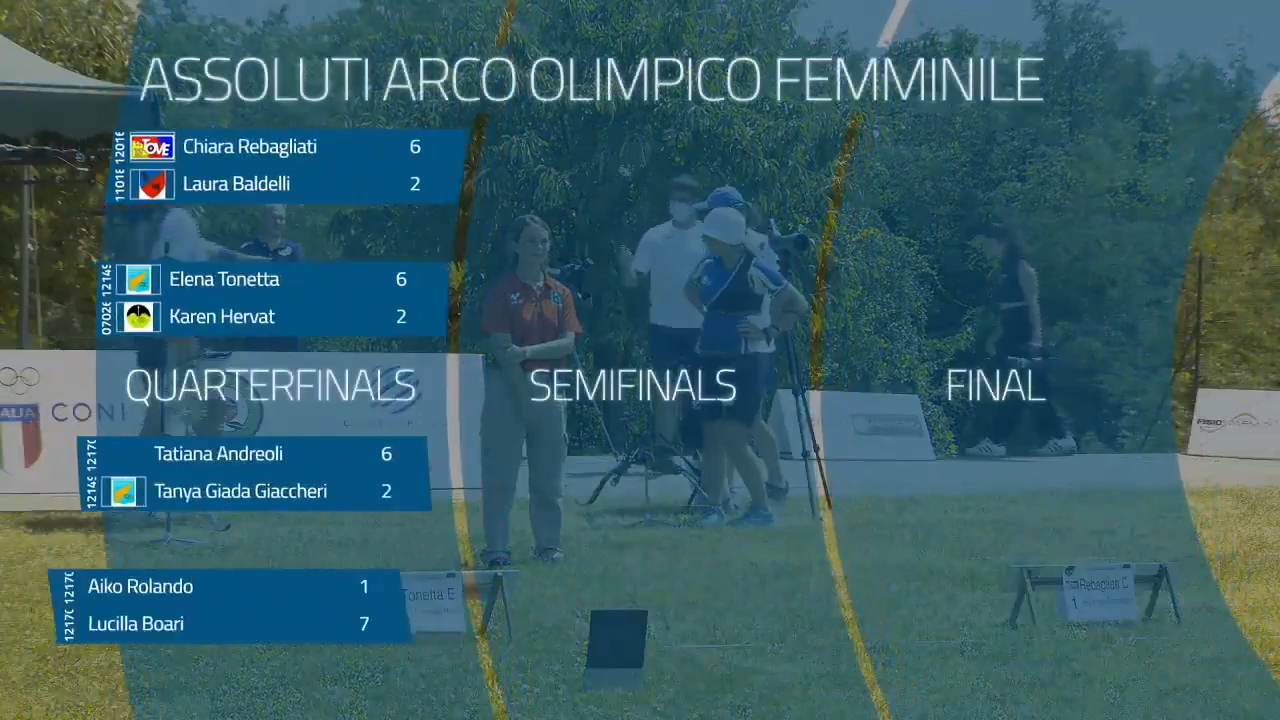 ASSOLUTI ARCO OLIMPICO FEMMINILE
Chiara Rebagliati 6
Laura Baldelli 2
Elena Tonetta 6
Karen Hervat 2
QUARTERFINALS SEMIFINALS FINAL
CONI
Tatiana Andreoli 6
Tanya Giada Giaccheri 2
Aiko Rolando 1
Lucilla Boari 7
Tonetta E
Rebagliati C
1